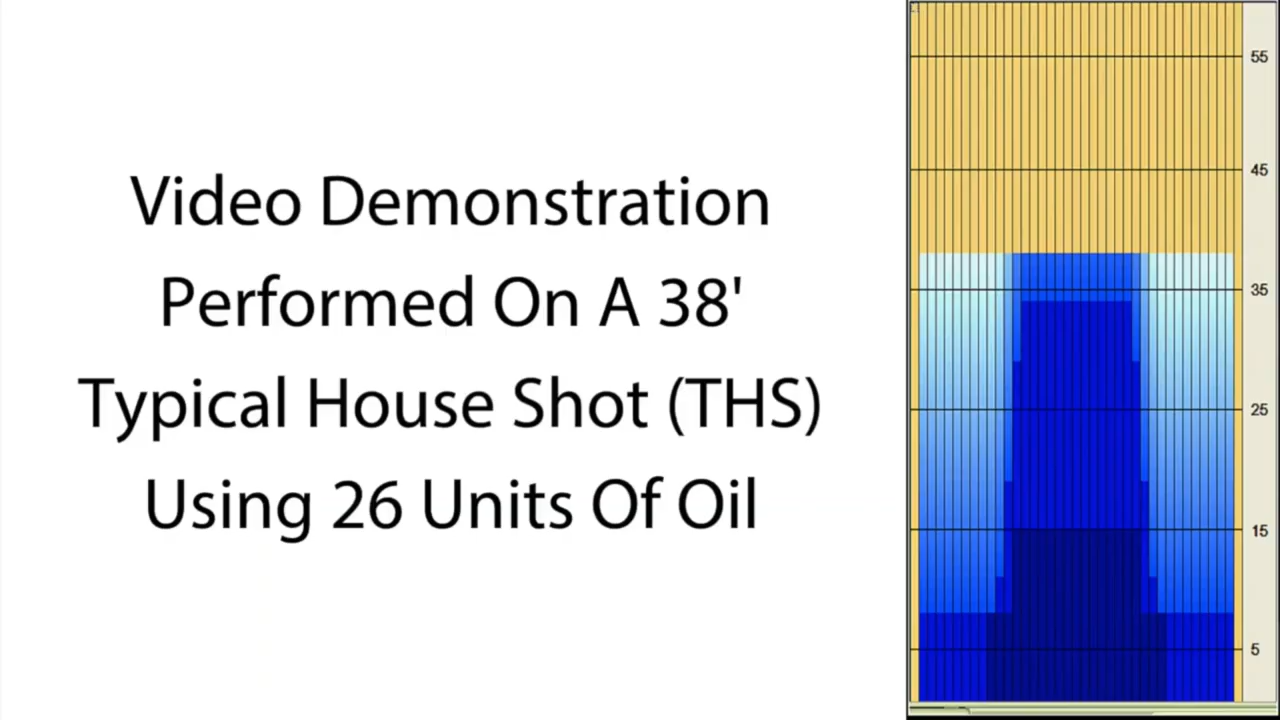 Video Demonstration
Performed On A 38'
Typical House Shot (THS)
Using 26 Units Of Oil
55
45
35
25
15
5